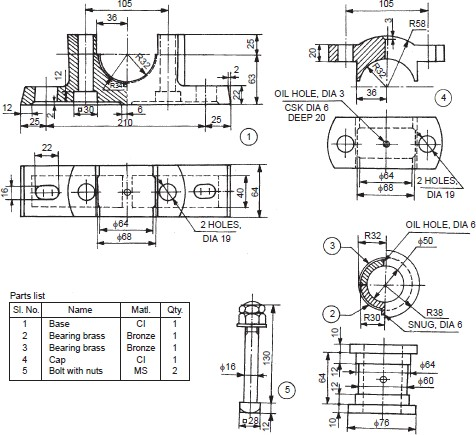 105
36
R32
R34
25
63
12
2
22
12
2
□30
6
25
210
25
1
22
16
40
64
ϕ64
ϕ68
2 HOLES,
DIA 19
105
3
R58
20
R32
36
4
OIL HOLE, DIA 3
CSK DIA 6
DEEP 20
ϕ64
ϕ68
2 HOLES,
DIA 19
OIL HOLE, DIA 6
R32
ϕ50
3
2
R38
R30
SNUG, DIA 6
10
64
ϕ64
ϕ60
10
12
ϕ76
ϕ16
130
5
12
□28
Parts list
Sl. No. Name Matl. Qty.
1 Base CI 1
2 Bearing brass Bronze 1
3 Bearing brass Bronze 1
4 Cap CI 1
5 Bolt with nuts MS 2